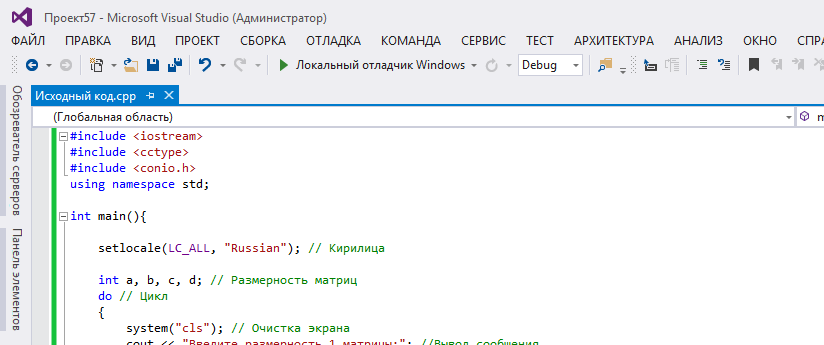 Проект57 - Microsoft Visual Studio (Администратор)
ФАЙЛ ПРАВКА ВИД ПРОЕКТ СБОРКА ОТЛАДКА КОМАНДА СЕРВИС ТЕСТ АРХИТЕКТУРА АНАЛИЗ ОКНО СПРА
Локальный отладчик Windows Debug
Обозреватель серверов
Панель элементов
Исходный код.cpp
(Глобальная область) m
#include <iostream>
#include <cctype>
#include <conio.h>
using namespace std;
int main(){
setlocale(LC_ALL, "Russian"); // Кирилица
int a, b, c, d; // Размерность матриц
do // Цикл
{
system("cls"); // Очистка экрана
cout << "Введите размерность 1 матрицы:"; //Вывод сообщения